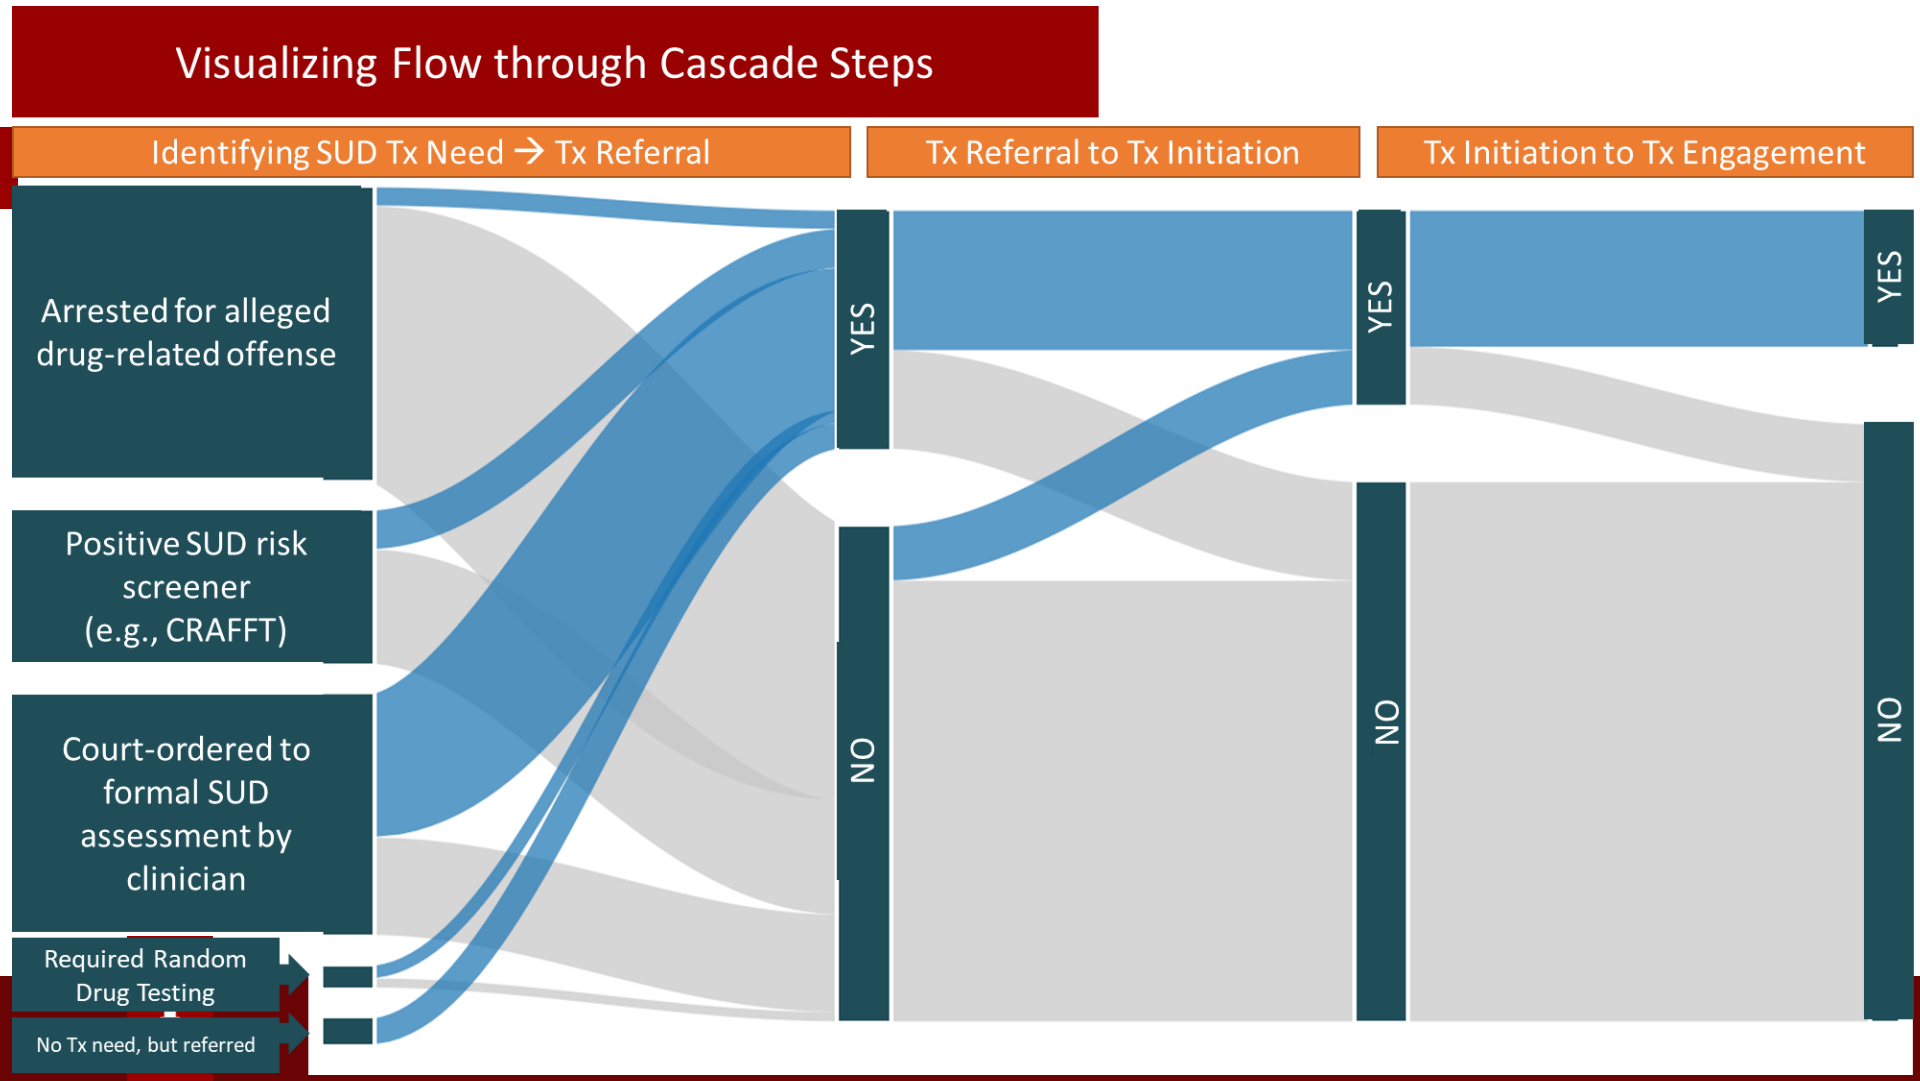 Visualizing Flow through Cascade Steps
Identifying SUD Tx Need → Tx Referral
Tx Referral to Tx Initiation
Tx Initiation to Tx Engagement
Arrested for alleged
drug-related offense
Positive SUD risk
screener
(e.g., CRAFFT)
Court-ordered to
formal SUD
assessment by
clinician
Required Random
Drug Testing
No Tx need, but referred
YES
NO
YES
NO
YES
NO